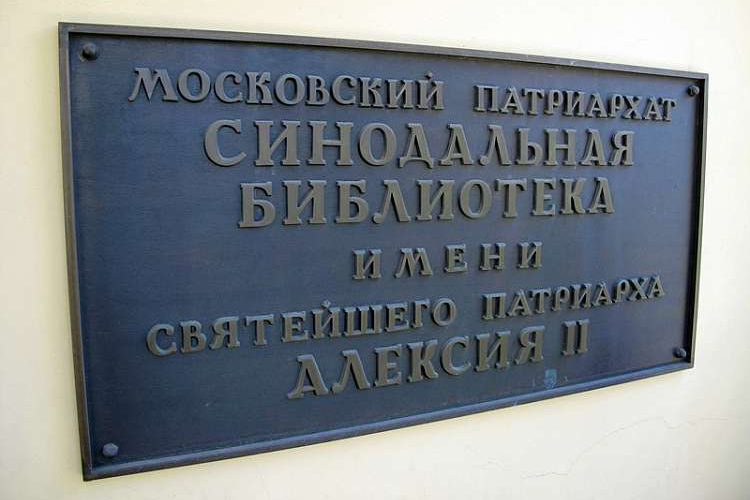 МОСКОВСКИЙ ПАТРИАРХАТ
СИНОДАЛЬНАЯ
БИБЛИОТЕКА
ИМЕНИ
СВЯТЕЙШЕГО ПАТРИАРХА
АЛЕКСИЯ II